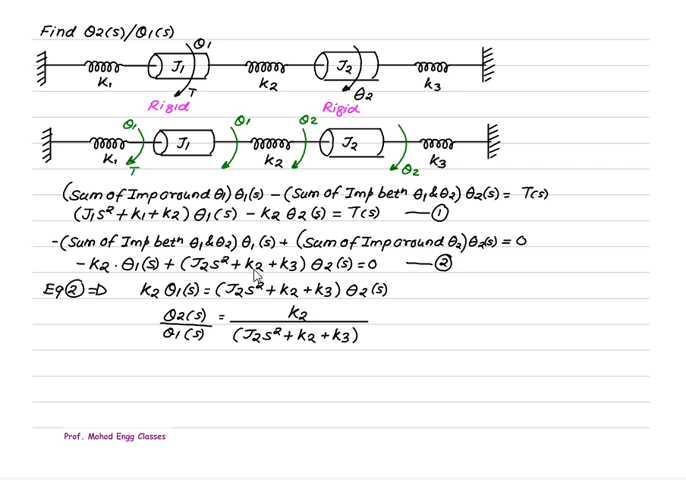 Find θ2(s)/θ1(s)
K1 J1 θ1 T k2 J2 θ2 k3
Rigid Rigid
θ1 T K1 J1 θ1 k2 θ2 J2 θ2 k3
(Sum of Imp around θ1) θ1(s) - (Sum of Imp betn θ1 & θ2) θ2(s) = T(s)
(J1s²+k1+k2) θ1(s) - k2 θ2(s) = T(s) —①
-(Sum of Imp betn θ1 & θ2) θ1(s) + (Sum of Imp around θ2) θ2(s) = 0
-k2 · θ1(s) + (J2s²+k2+k3) θ2(s) = 0 —②
Eq② ⇒ k2 θ1(s) = (J2s²+k2+k3) θ2(s)
θ2(s)/θ1(s) = k2/(J2s²+k2+k3)
Prof. Mohod Engg Classes